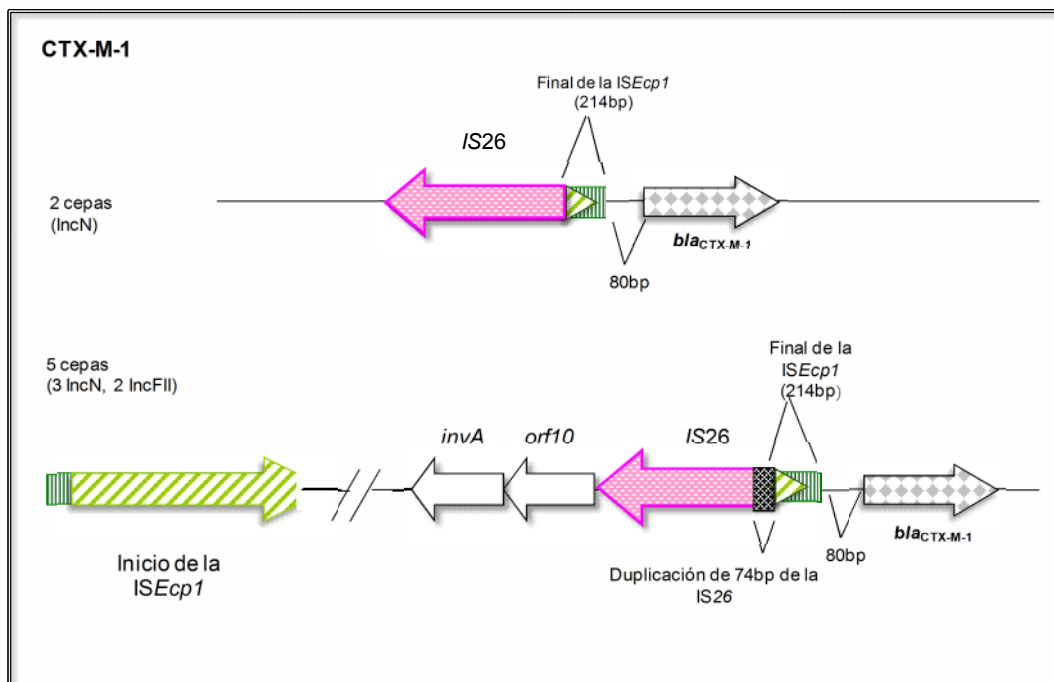 CTX-M-1
Final de la ISEcp1
(214bp)
IS26
2 cepas
(IncN)
blaCTX-M-1
80bp
5 cepas
(3 IncN, 2 IncFII)
Final de la
ISEcp1
(214bp)
invA
orf10
IS26
80bp
blaCTX-M-1
Inicio de la
ISEcp1
Duplicación de 74bp de la
IS26